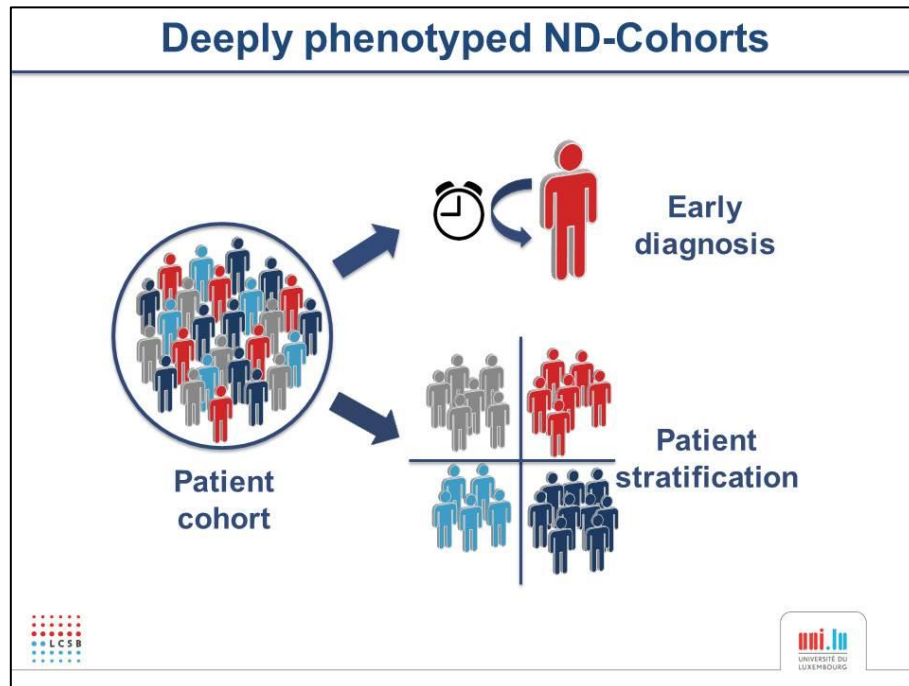 Deeply phenotyped ND-Cohorts
Early
diagnosis
Patient
cohort
Patient
stratification
LCSB
uni.lu
UNIVERSITÉ DU
LUXEMBOURG